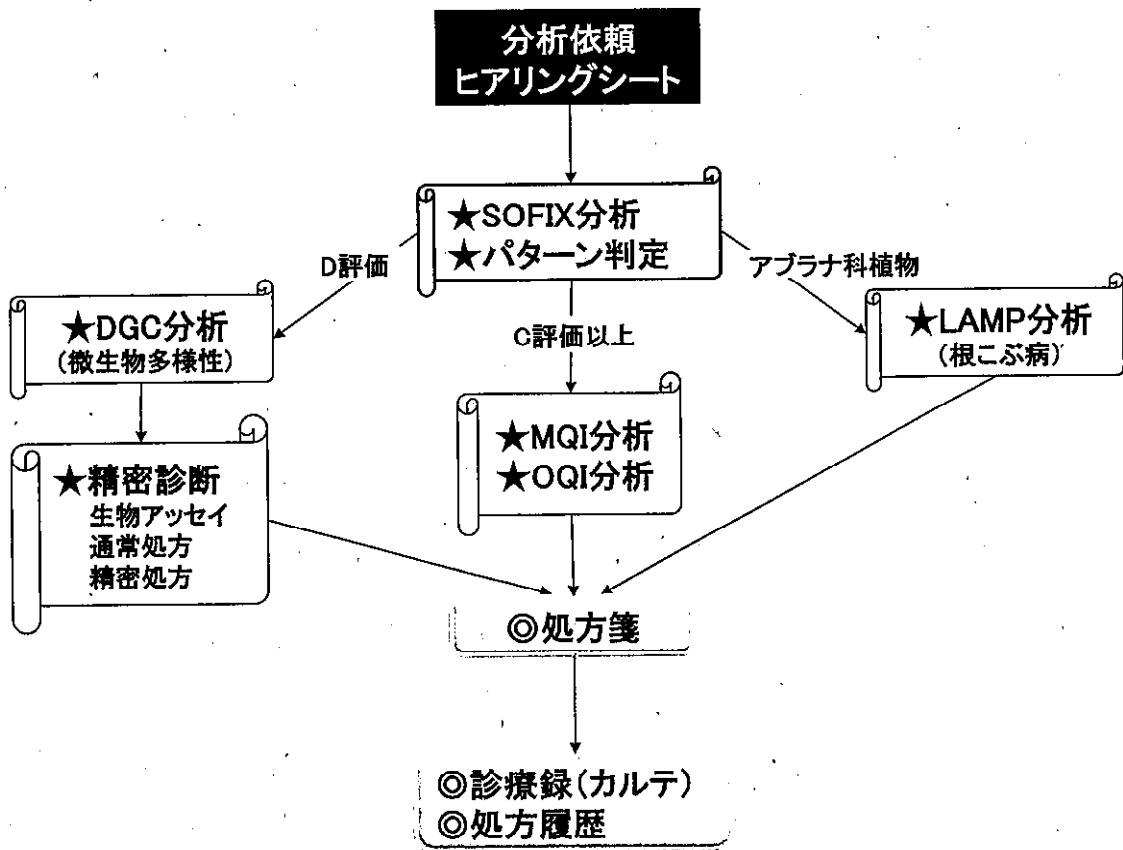 分析依頼
ヒアリングシート
★SOFIX分析
★パターン判定
D評価
C評価以上
アブラナ科植物
★DGC分析
(微生物多様性)
★LAMP分析
(根こぶ病)
★精密診断
生物アッセイ
通常処方
精密処方
★MQI分析
★OQI分析
◎処方箋
◎診療録(カルテ)
◎処方履歴